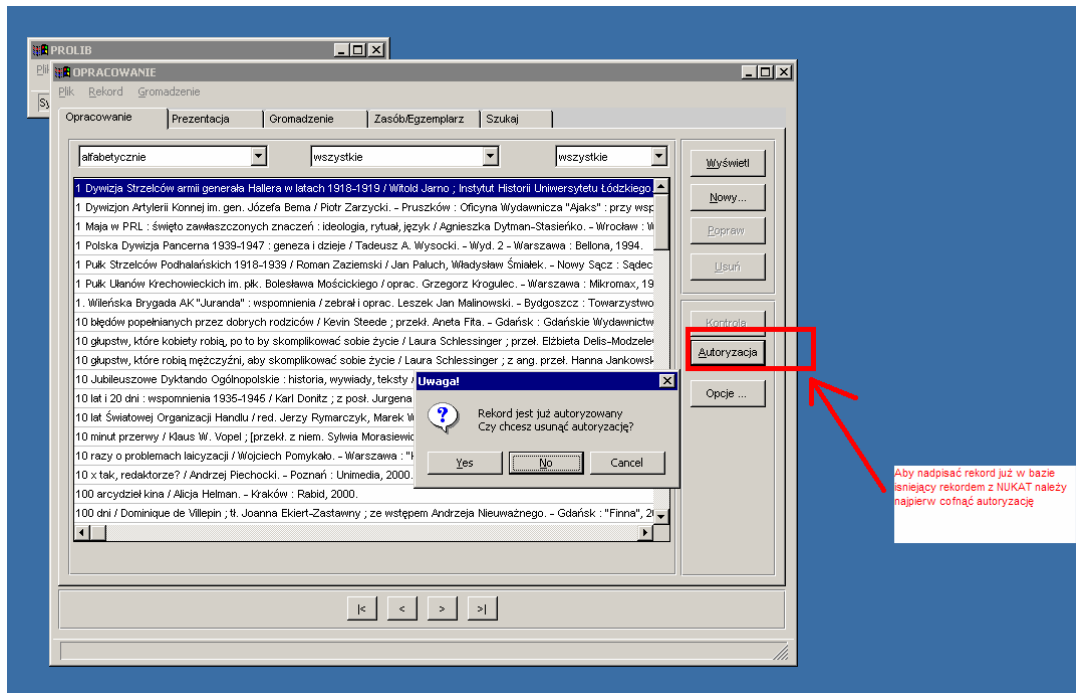 PROLIB
Pli
Sy
OPRACOWANIE
Plik Rekord Gromadzenie
Opracowanie Prezentacja Gromadzenie Zasób/Egzemplarz Szukaj
alfabetycznie wszystkie wszystkie
1 Dywizja Strzelców armii generała Hallera w latach 1918-1919 / Witold Jarno ; Instytut Historii Uniwersytetu Łódzkiego.
1 Dywizjon Artylerii Konnej im. gen. Józefa Bema / Piotr Zarzycki. - Pruszków : Oficyna Wydawnicza "Ajaks" : przy wsp
1 Maja w PRL : święto zawłaszczonych znaczeń : ideologia, rytuał, język / Agnieszka Dytman-Stasieńko. - Wrocław : W
1 Polska Dywizja Pancerna 1939-1947 : geneza i dzieje / Tadeusz A. Wysocki. - Wyd. 2 - Warszawa : Bellona, 1994.
1 Pułk Strzelców Podhalańskich 1918-1939 / Roman Zaziemski / Jan Paluch, Władysław Śmiałek. - Nowy Sącz : Sądec
1 Pułk Ułanów Krechowieckich im. płk. Bolesława Mościckiego / oprac. Grzegorz Krogulec. - Warszawa : Mikromax, 19
1. Wileńska Brygada AK "Juranda" : wspomnienia / zebrał i oprac. Leszek Jan Malinowski. - Bydgoszcz : Towarzystwo
10 błędów popełnianych przez dobrych rodziców / Kevin Steede ; przekł. Aneta Fita. - Gdańsk : Gdańskie Wydawnictw
10 głupstw, które kobiety robią, po to by skomplikować sobie życie / Laura Schlessinger ; przeł. Elżbieta Delis-Modzelew
10 głupstw, które robią mężczyźni, aby skomplikować sobie życie / Laura Schlessinger ; z ang. przeł. Hanna Jankowsk
10 Jubileuszowe Dyktando Ogólnopolskie : historia, wywiady, teksty /
10 lat i 20 dni : wspomnienia 1935-1945 / Karl Donitz ; z posł. Jurgena
10 lat Światowej Organizacji Handlu / red. Jerzy Rymarczyk, Marek W
10 minut przerwy / Klaus W. Vopel ; [przekł. z niem. Sylwia Morasiewic
10 razy o problemach laicyzacji / Wojciech Pomykało. - Warszawa : "
10 x tak, redaktorze? / Andrzej Piechocki. - Poznań : Unimedia, 2000.
100 arcydzieł kina / Alicja Helman. - Kraków : Rabid, 2000.
100 dni / Dominique de Villepin ; tł. Joanna Ekiert-Zastawny ; ze wstępem Andrzeja Nieuważnego. - Gdańsk : "Finna", 2
Uwaga!
Rekord jest już autoryzowany
Czy chcesz usunąć autoryzację?
Yes No Cancel
Wyświetl
Nowy...
Popraw
Usuń
Kontrola
Autoryzacja
Opcje ...
Aby nadpisać rekord już w bazie
isniejący rekordem z NUKAT należy
najpierw cofnąć autoryzację
|< < > >|